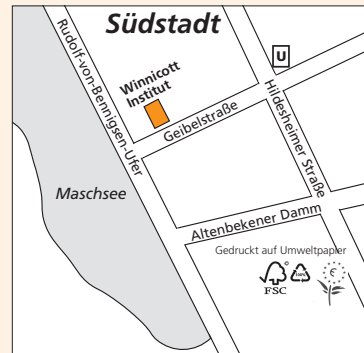 Südstadt
Rudolf-von-Bennigsen-Ufer
U
Winnicott
Institut
Geibelstraße
Hildesheimer Straße
Maschsee
Altenbekener Damm
Gedruckt auf Umweltpapier
FSC